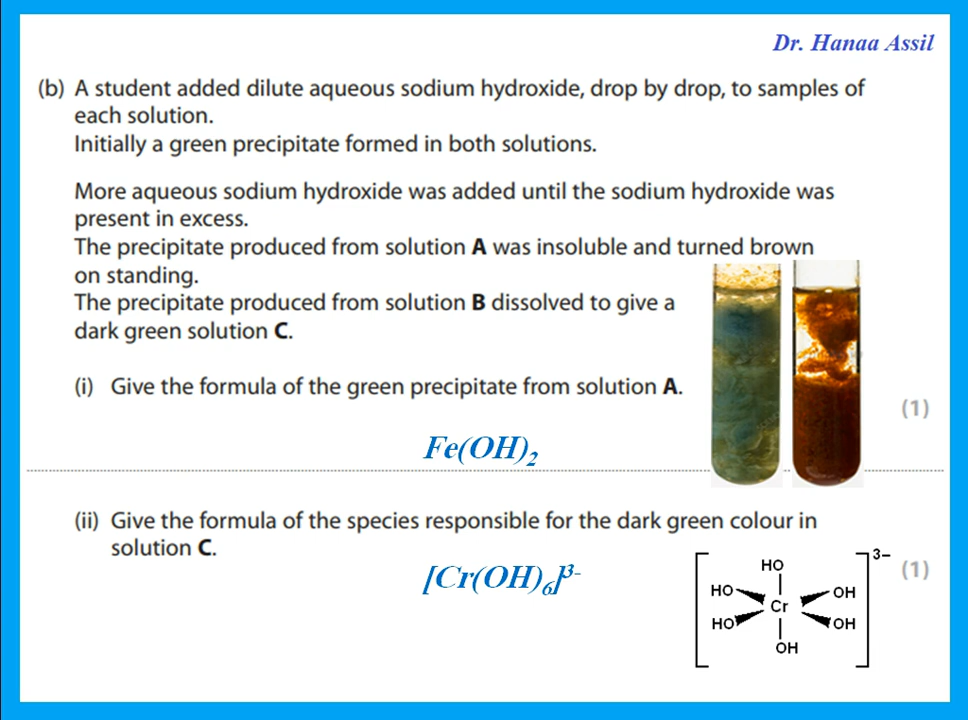 Dr. Hanaa Assil
(b) A student added dilute aqueous sodium hydroxide, drop by drop, to samples of
each solution.
Initially a green precipitate formed in both solutions.
More aqueous sodium hydroxide was added until the sodium hydroxide was
present in excess.
The precipitate produced from solution A was insoluble and turned brown
on standing.
The precipitate produced from solution B dissolved to give a
dark green solution C.
(i) Give the formula of the green precipitate from solution A.
(1)
Fe(OH)₂
(ii) Give the formula of the species responsible for the dark green colour in
solution C.
(1)
[Cr(OH)₆]³⁻
3–
HO
HO OH
Cr
HO OH
OH